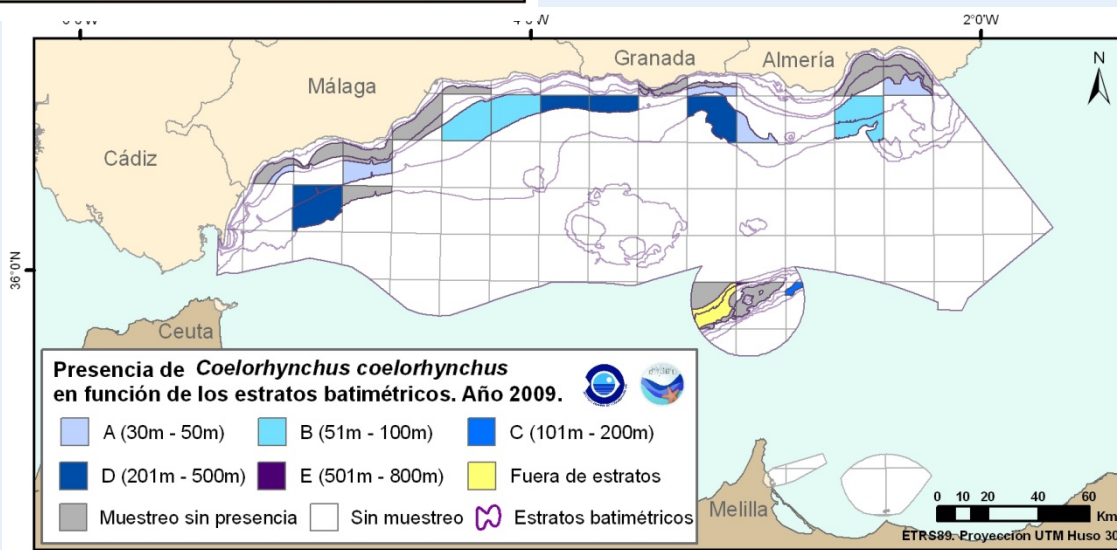 4°0'W
2°0'W
Granada
Almería
N
Málaga
Cádiz
36°0'N
Ceuta
Presencia de Coelorhynchus coelorhynchus
en función de los estratos batimétricos. Año 2009.
A (30m - 50m)
B (51m - 100m)
C (101m - 200m)
D (201m - 500m)
E (501m - 800m)
Fuera de estratos
Muestreo sin presencia
Sin muestreo
Estratos batimétricos
Melilla
0 10 20 40 60
Km
ETRS89. Proyección UTM Huso 30